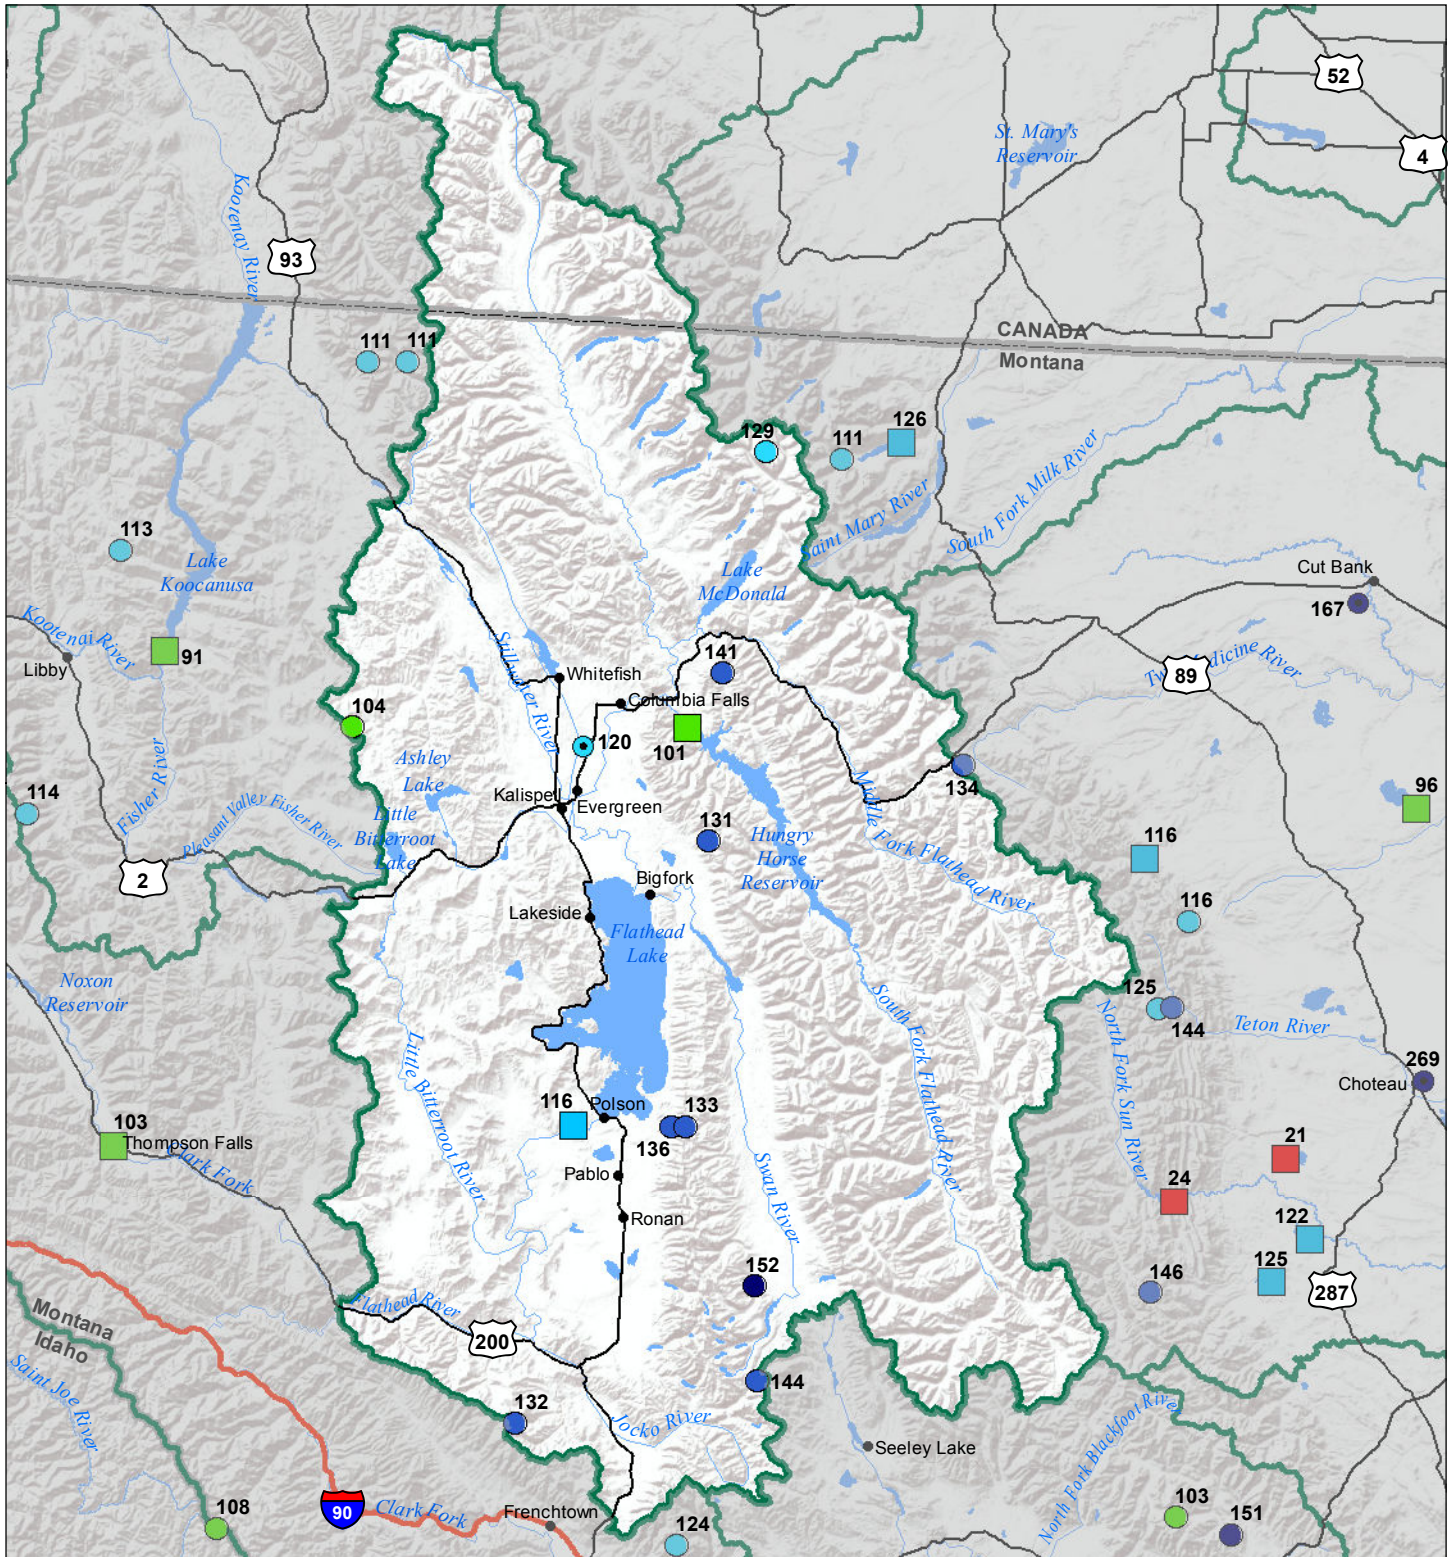 52
St. Mary's
Reservoir
4
Kootenay River
93
CANADA
Montana
111
111
126
129
111
South Fork Milk River
Saint Mary River
113
Lake
Koocanusa
Lake
McDonald
Cut Bank
167
Kootenai River
Libby
91
Stillwater River
Whitefish
141
Two Medicine River
89
104
Columbia Falls
101
120
Ashley
Lake
134
Fisher River
Pleasant Valley Fisher River
Little
Bitterroot
Lake
Kalispell
Evergreen
Middle Fork Flathead River
96
114
131
Hungry
Horse
Reservoir
116
2
Bigfork
116
Lakeside
Flathead
Lake
Noxon
Reservoir
125
144
South Fork Flathead River
North Fork Sun River
Teton River
Little Bitterroot River
269
Choteau
116
Polson
133
136
103
Thompson Falls
Clark Fork
21
Pablo
Swan River
24
Ronan
122
152
125
146
287
Flathead River
Montana
Idaho
200
Saint Joe River
144
132
Jocko River
Seeley Lake
North Fork Blackfoot River
90
Clark Fork
Frenchtown
103
151
108
124